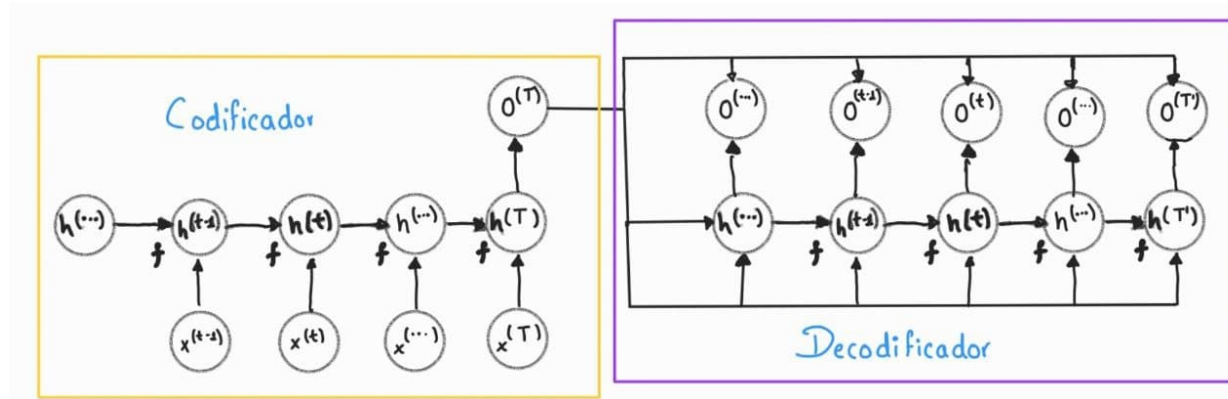 Codificador
O^(T)
h^(...) h^(t-1) h(t) h^(...) h^(T)
f f f f
x^(t-1) x^(t) x^(...) x^(T)
O^(...) O^(t-1) O^(t) O^(...) O^(T')
h^(...) h^(t-1) h(t) h^(...) h^(T')
f f f f
Decodificador